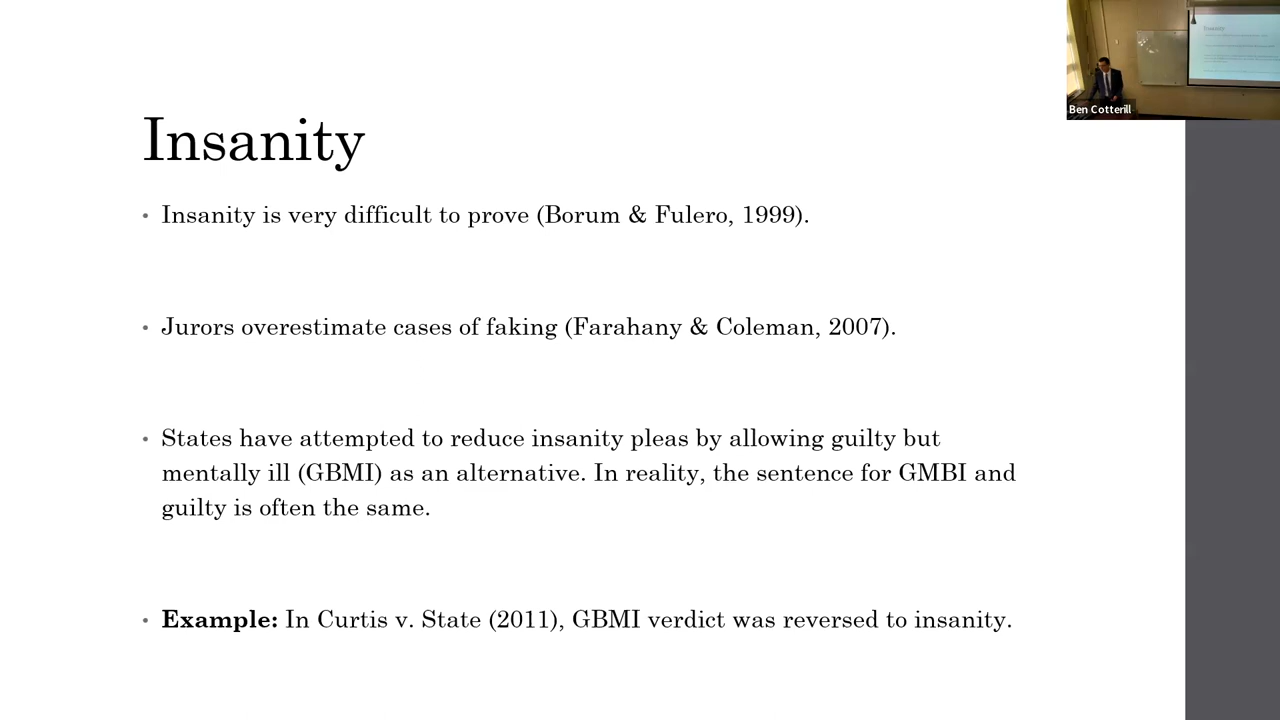 Ben Cotterill
Insanity
• Insanity is very difficult to prove (Borum & Fulero, 1999).
• Jurors overestimate cases of faking (Farahany & Coleman, 2007).
• States have attempted to reduce insanity pleas by allowing guilty but
mentally ill (GBMI) as an alternative. In reality, the sentence for GMBI and
guilty is often the same.
• Example: In Curtis v. State (2011), GBMI verdict was reversed to insanity.